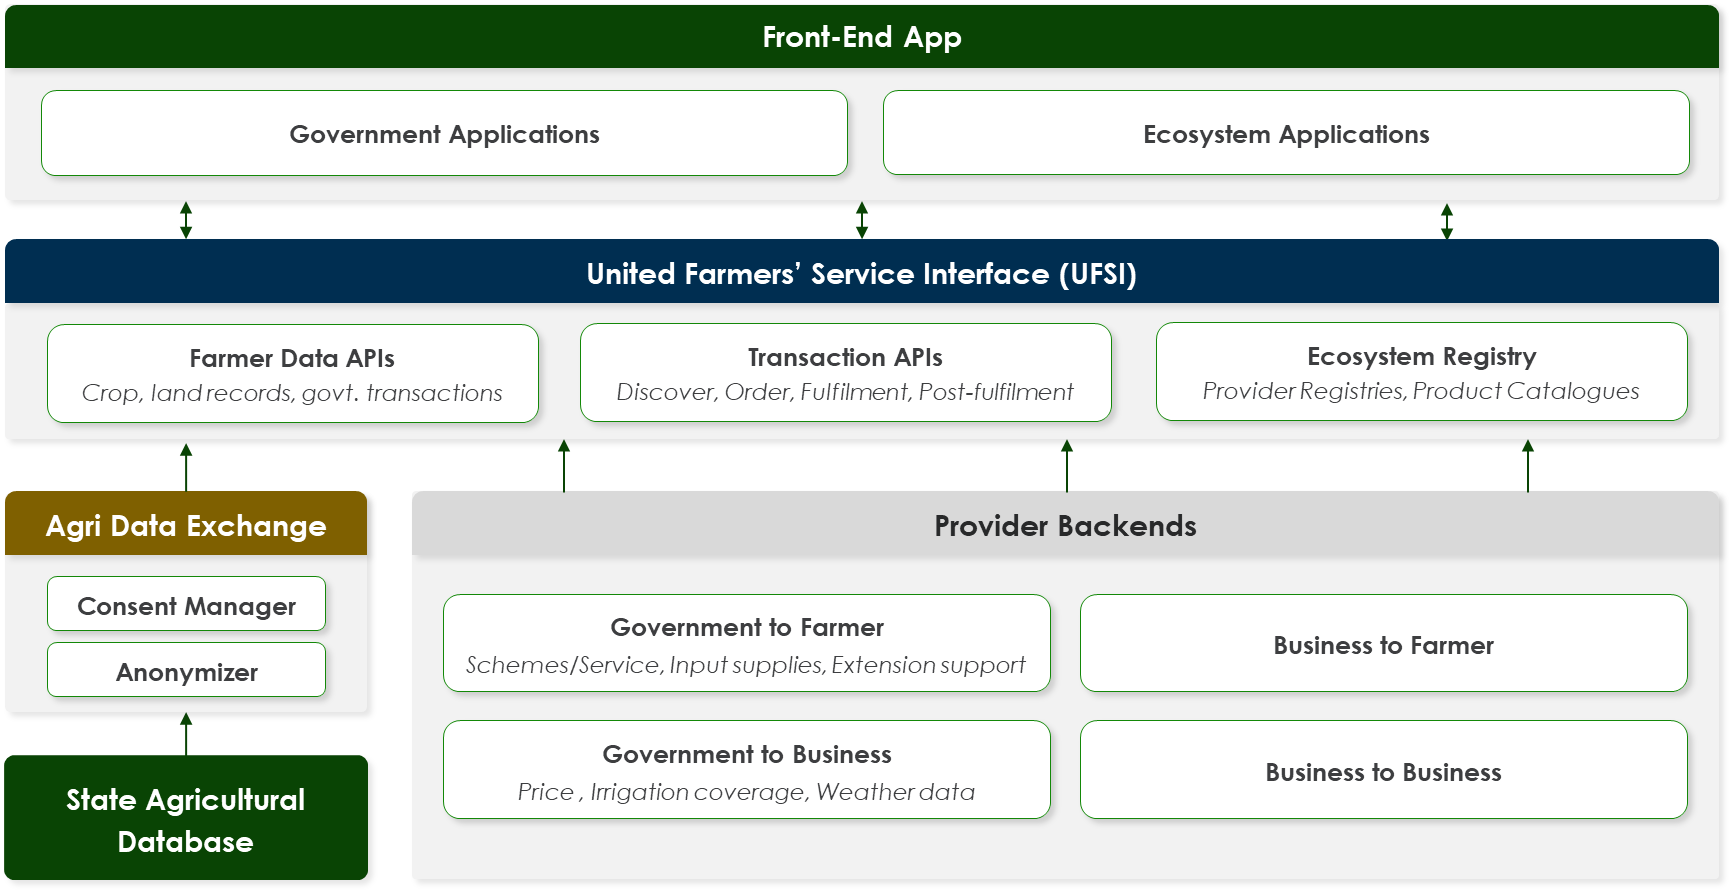 Front-End App
Government Applications
Ecosystem Applications
United Farmers’ Service Interface (UFSI)
Farmer Data APIs
Crop, land records, govt. transactions
Transaction APIs
Discover, Order, Fulfilment, Post-fulfilment
Ecosystem Registry
Provider Registries, Product Catalogues
Agri Data Exchange
Consent Manager
Anonymizer
State Agricultural
Database
Provider Backends
Government to Farmer
Schemes/Service, Input supplies, Extension support
Business to Farmer
Government to Business
Price , Irrigation coverage, Weather data
Business to Business